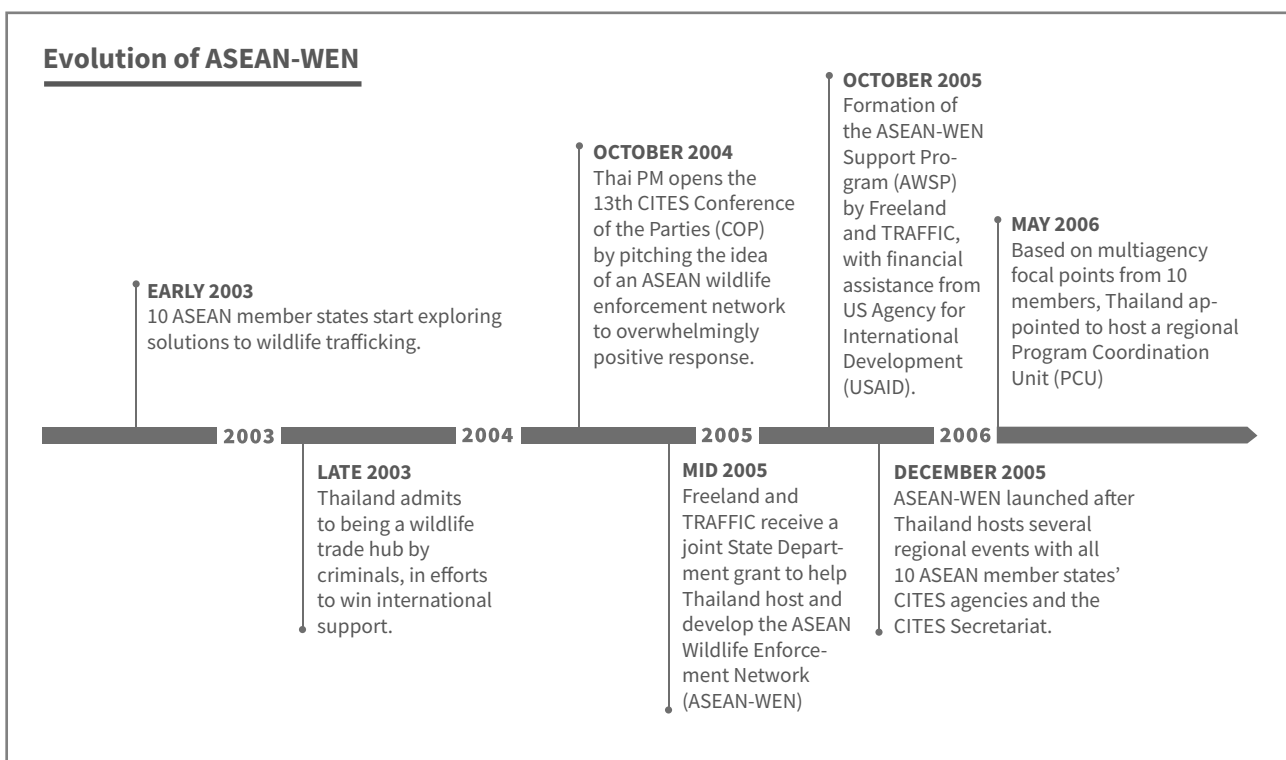 Evolution of ASEAN-WEN
EARLY 2003
10 ASEAN member states start exploring
solutions to wildlife trafficking.
OCTOBER 2004
Thai PM opens the
13th CITES Conference
of the Parties (COP)
by pitching the idea
of an ASEAN wildlife
enforcement network
to overwhelmingly
positive response.
OCTOBER 2005
Formation of
the ASEAN-WEN
Support Pro-
gram (AWSP)
by Freeland
and TRAFFIC,
with financial
assistance from
US Agency for
International
Development
(USAID).
MAY 2006
Based on multiagency
focal points from 10
members, Thailand ap-
pointed to host a regional
Program Coordination
Unit (PCU)
2003 2004 2005 2006
LATE 2003
Thailand admits
to being a wildlife
trade hub by
criminals, in efforts
to win international
support.
MID 2005
Freeland and
TRAFFIC receive a
joint State Depart-
ment grant to help
Thailand host and
develop the ASEAN
Wildlife Enforce-
ment Network
(ASEAN-WEN)
DECEMBER 2005
ASEAN-WEN launched after
Thailand hosts several
regional events with all
10 ASEAN member states’
CITES agencies and the
CITES Secretariat.